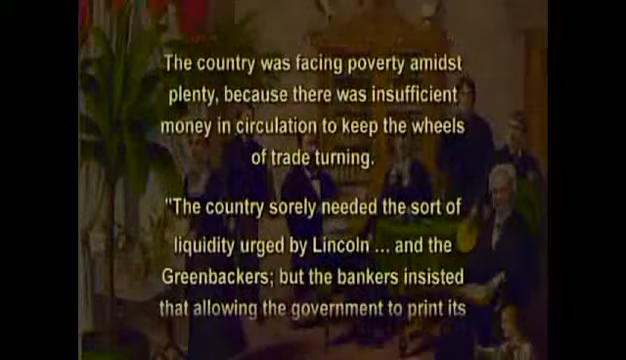 The country was facing poverty amidst
plenty, because there was insufficient
money in circulation to keep the wheels
of trade turning.
"The country sorely needed the sort of
liquidity urged by Lincoln ... and the
Greenbackers; but the bankers insisted
that allowing the government to print its